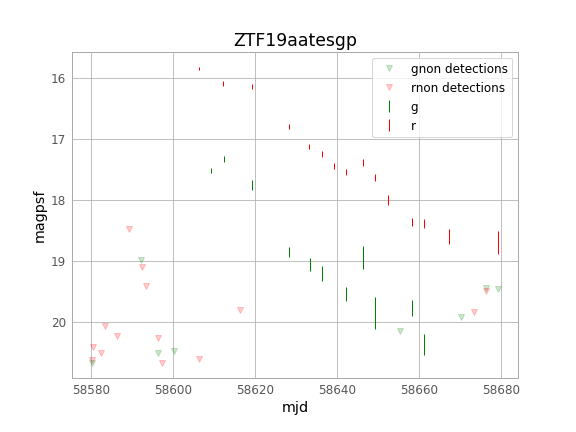 ZTF19aatesgp
gnon detections
rnon detections
g
r
magpsf
16
17
18
19
20
58580 58600 58620 58640 58660 58680
mjd